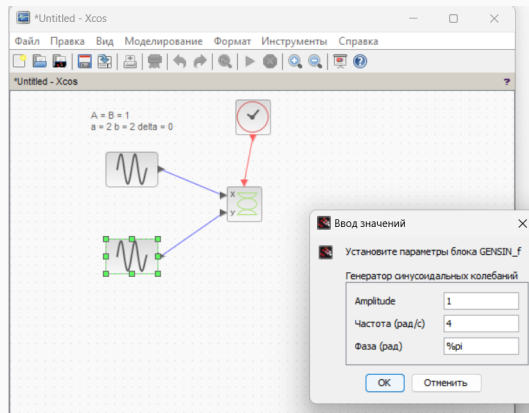 *Untitled - Xcos
Файл Правка Вид Моделирование Формат Инструменты Справка
*Untitled - Xcos
?
A = B = 1
a = 2 b = 2 delta = 0
x
y
Ввод значений
Установите параметры блока GENSIN_f
Генератор синусоидальных колебаний
Amplitude 1
Частота (рад/с) 4
Фаза (рад) %pi
OK Отменить